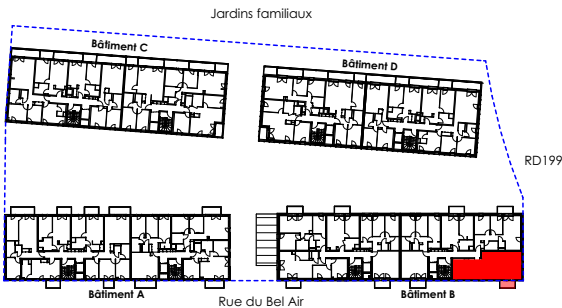 Jardins familiaux
Bâtiment C
Bâtiment D
RD199
Bâtiment A
Bâtiment B
Rue du Bel Air